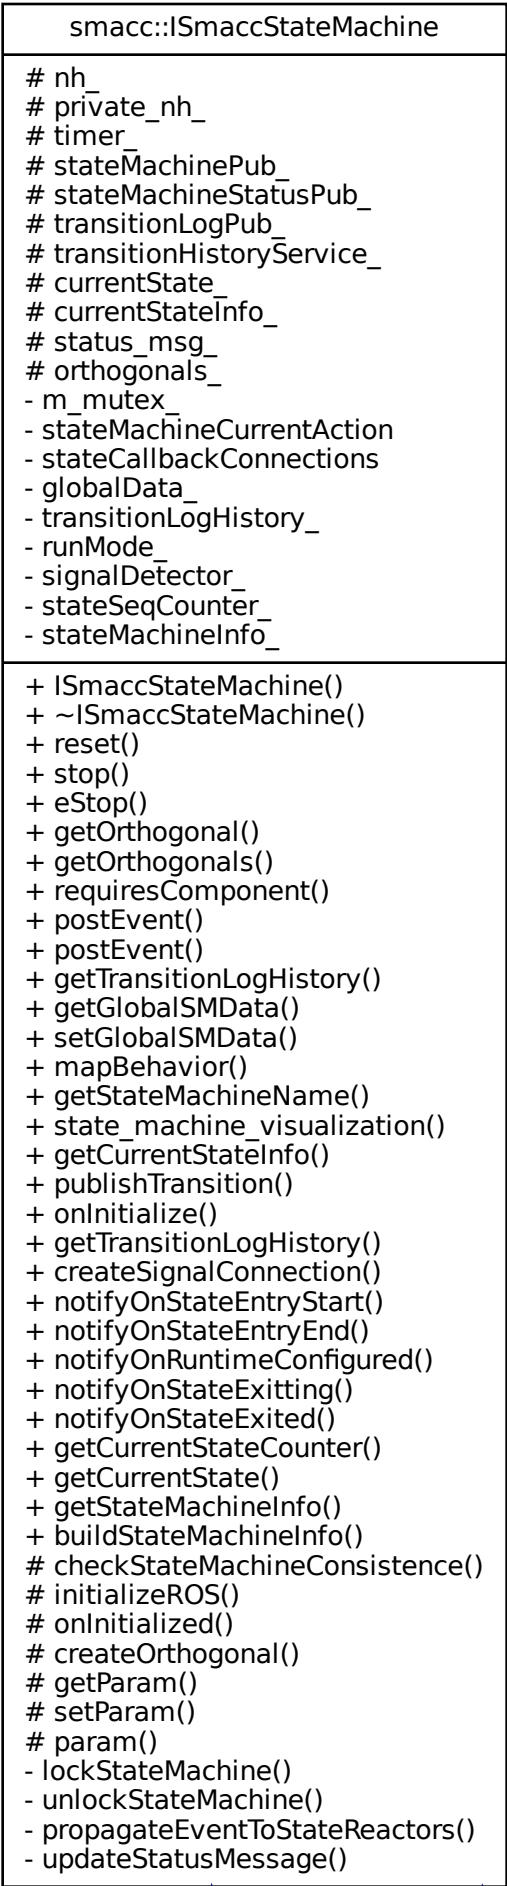 smacc::ISmaccStateMachine
# nh_
# private_nh_
# timer_
# stateMachinePub_
# stateMachineStatusPub_
# transitionLogPub_
# transitionHistoryService_
# currentState_
# currentStateInfo_
# status_msg_
# orthogonals_
- m_mutex_
- stateMachineCurrentAction
- stateCallbackConnections
- globalData_
- transitionLogHistory_
- runMode_
- signalDetector_
- stateSeqCounter_
- stateMachineInfo_
+ ISmaccStateMachine()
+ ~ISmaccStateMachine()
+ reset()
+ stop()
+ eStop()
+ getOrthogonal()
+ getOrthogonals()
+ requiresComponent()
+ postEvent()
+ postEvent()
+ getTransitionLogHistory()
+ getGlobalSMData()
+ setGlobalSMData()
+ mapBehavior()
+ getStateMachineName()
+ state_machine_visualization()
+ getCurrentStateInfo()
+ publishTransition()
+ onInitialize()
+ getTransitionLogHistory()
+ createSignalConnection()
+ notifyOnStateEntryStart()
+ notifyOnStateEntryEnd()
+ notifyOnRuntimeConfigured()
+ notifyOnStateExitting()
+ notifyOnStateExited()
+ getCurrentStateCounter()
+ getCurrentState()
+ getStateMachineInfo()
+ buildStateMachineInfo()
# checkStateMachineConsistence()
# initializeROS()
# onInitialized()
# createOrthogonal()
# getParam()
# setParam()
# param()
- lockStateMachine()
- unlockStateMachine()
- propagateEventToStateReactors()
- updateStatusMessage()